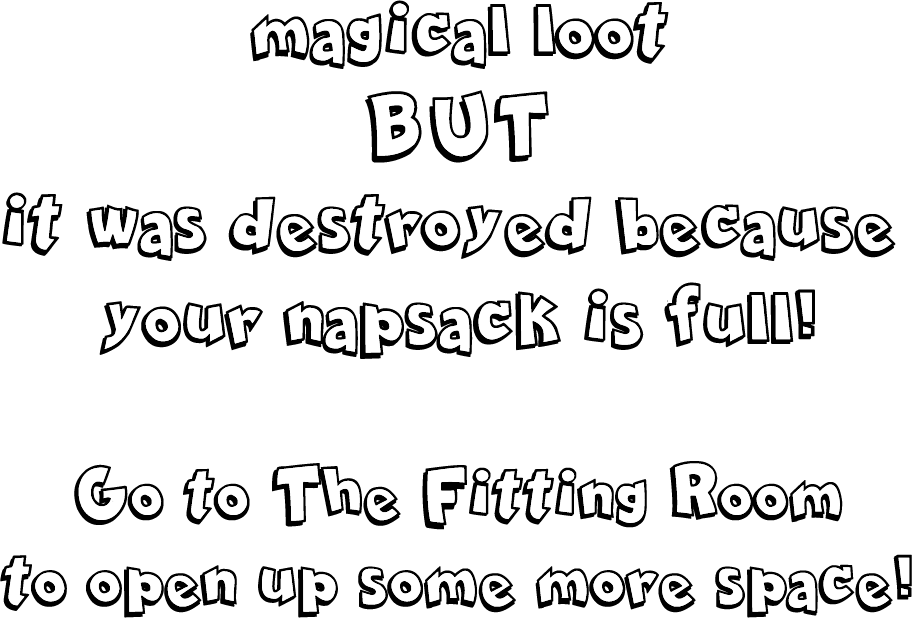 magical loot
BUT
it was destroyed because
your napsack is full!
Go to The Fitting Room
to open up some more space!